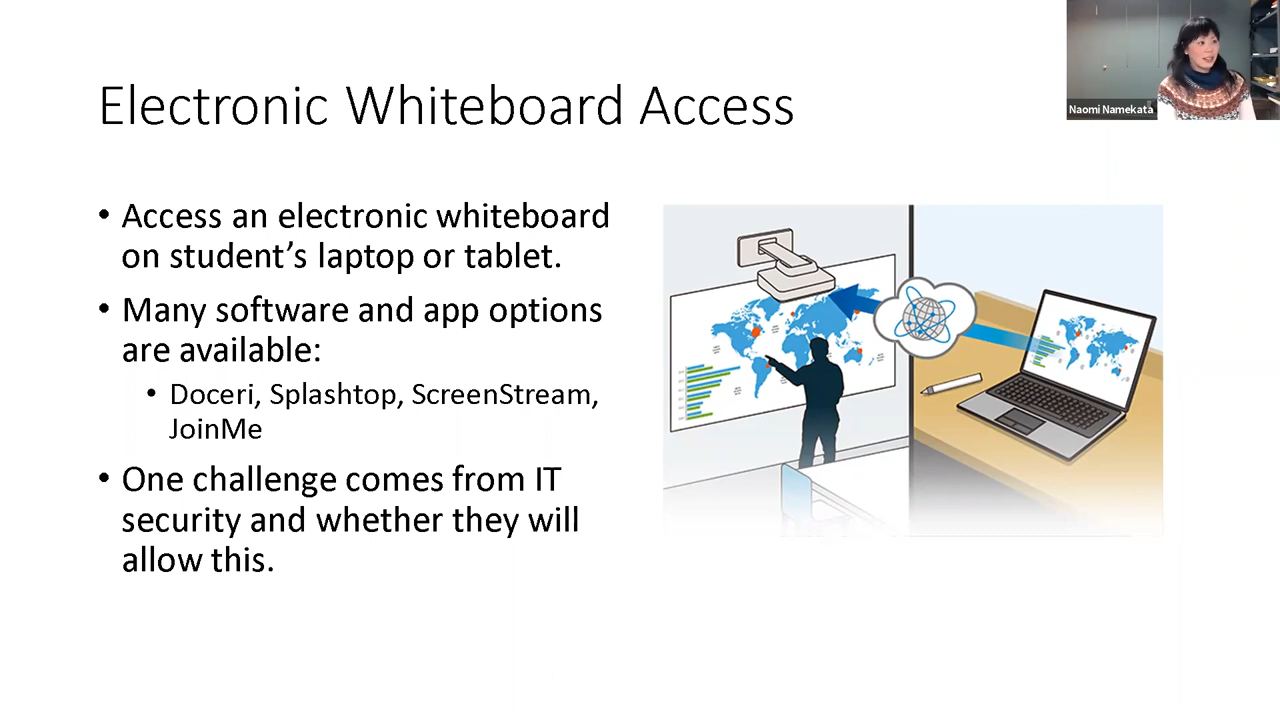 Electronic Whiteboard Access
Naomi Namekata
• Access an electronic whiteboard
on student’s laptop or tablet.
• Many software and app options
are available:
• Doceri, Splashtop, ScreenStream,
JoinMe
• One challenge comes from IT
security and whether they will
allow this.